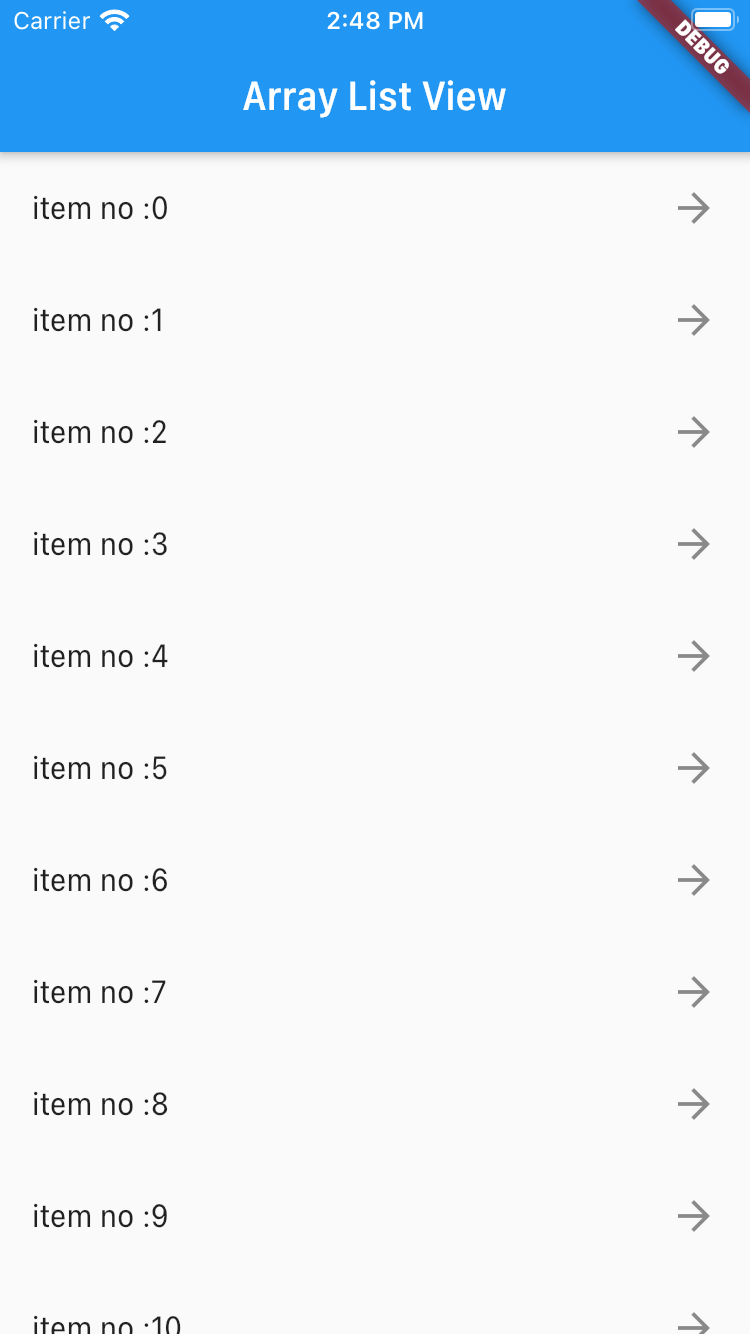 Carrier 2:48 PM
DEBUG
Array List View
item no :0
item no :1
item no :2
item no :3
item no :4
item no :5
item no :6
item no :7
item no :8
item no :9
item no :10